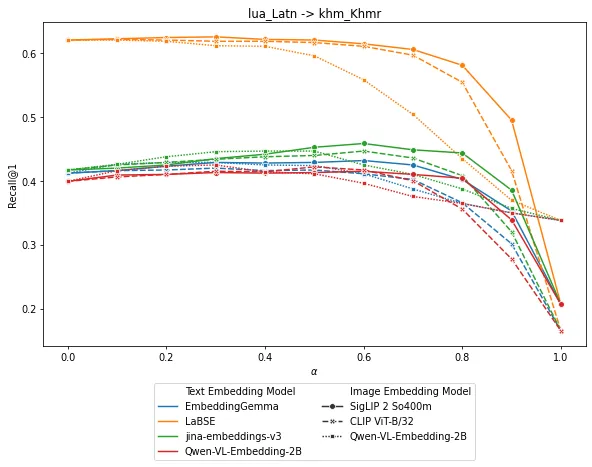 lua_Latn -> khm_Khmr
Recall@1
0.6
0.5
0.4
0.3
0.2
0.0 0.2 0.4 0.6 0.8 1.0
α
Text Embedding Model Image Embedding Model
EmbeddingGemma SigLIP 2 So400m
LaBSE CLIP ViT-B/32
jina-embeddings-v3 Qwen-VL-Embedding-2B
Qwen-VL-Embedding-2B